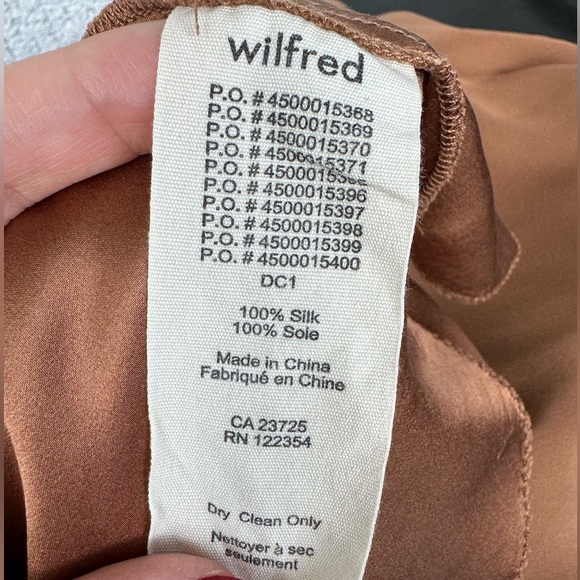 wilfred
P.O. # 4500015368
P.O. # 4500015369
P.O. # 4500015370
P.O. # 4500015371
P.O. #
P.O. # 4500015396
P.O. # 4500015397
P.O. # 4500015398
P.O. # 4500015399
P.O. # 4500015400
DC1
100% Silk
100% Soie
Made in China
Fabriqué en Chine
CA 23725
RN 122354
Dry Clean Only
Nettoyer à sec
seulement